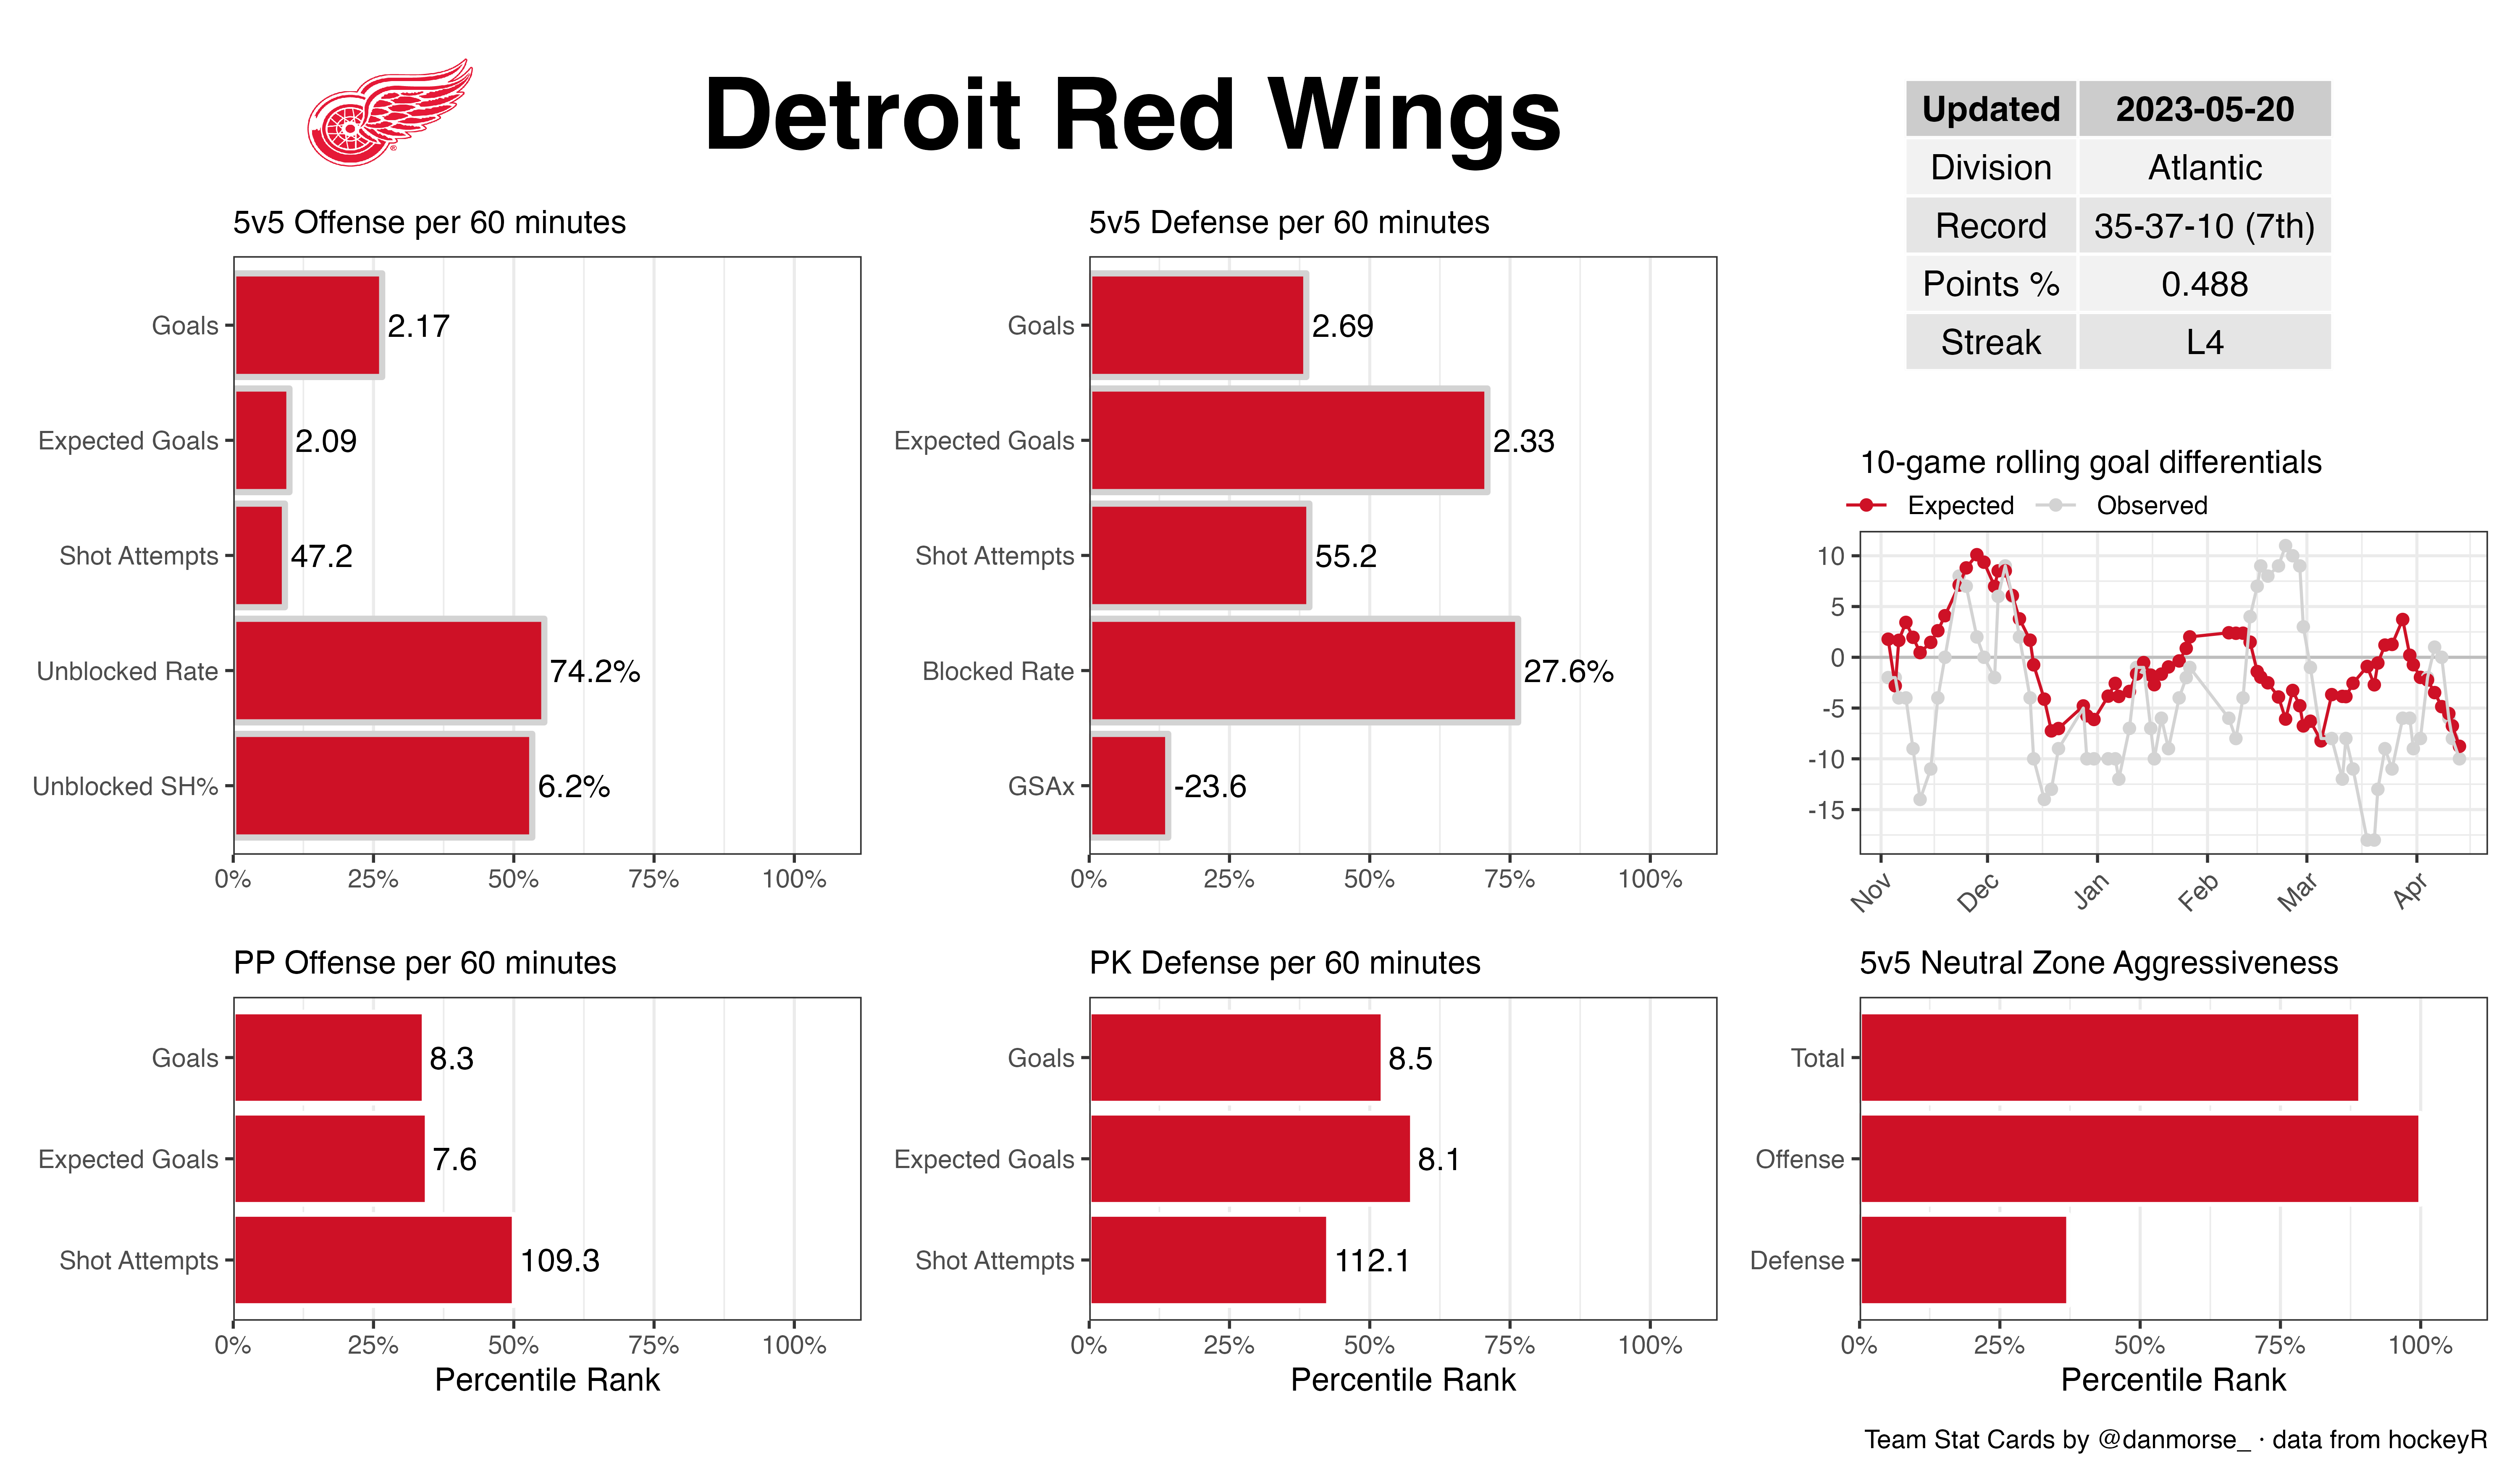 Detroit Red Wings
Updated 2023-05-20
Division Atlantic
Record 35-37-10 (7th)
Points % 0.488
Streak L4
5v5 Offense per 60 minutes
Goals 2.17
Expected Goals 2.09
Shot Attempts 47.2
Unblocked Rate 74.2%
Unblocked SH% 6.2%
0% 25% 50% 75% 100%
5v5 Defense per 60 minutes
Goals 2.69
Expected Goals 2.33
Shot Attempts 55.2
Blocked Rate 27.6%
GSAx -23.6
0% 25% 50% 75% 100%
10-game rolling goal differentials
Expected Observed
10
5
0
-5
-10
-15
Nov Dec Jan Feb Mar Apr
PP Offense per 60 minutes
Goals 8.3
Expected Goals 7.6
Shot Attempts 109.3
0% 25% 50% 75% 100%
Percentile Rank
PK Defense per 60 minutes
Goals 8.5
Expected Goals 8.1
Shot Attempts 112.1
0% 25% 50% 75% 100%
Percentile Rank
5v5 Neutral Zone Aggressiveness
Total
Offense
Defense
0% 25% 50% 75% 100%
Percentile Rank
Team Stat Cards by @danmorse_ · data from hockeyR